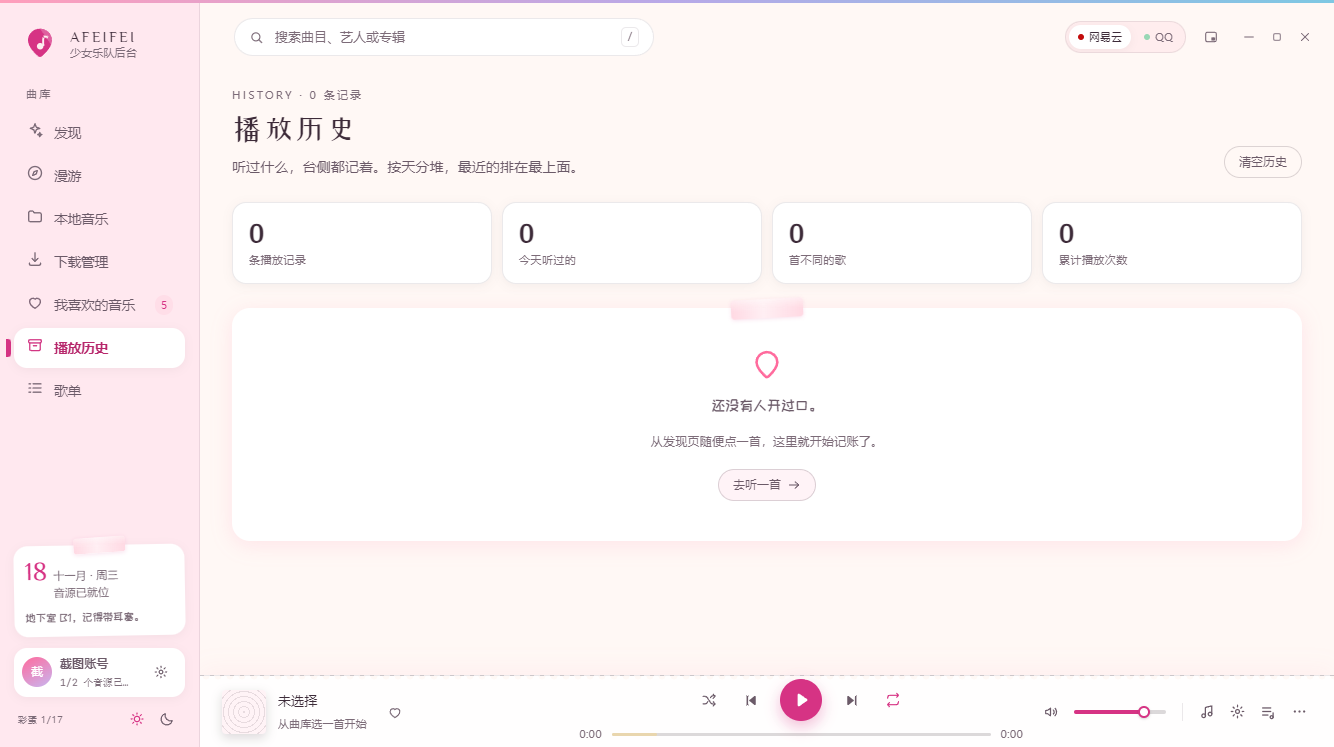 AFEIFEI
少女乐队后台
曲库
发现
漫游
本地音乐
下载管理
我喜欢的音乐 5
播放历史
歌单
18 十一月 · 周三
音源已就位
地下室 B1，记得带耳塞。
截 截图账号
1/2 个音源已…
彩蛋 1/17
搜索曲目、艺人或专辑 /
网易云 QQ
HISTORY · 0 条记录
播放历史
听过什么，台侧都记着。按天分堆，最近的排在最上面。
清空历史
0 0 0 0
条播放记录 今天听过的 首不同的歌 累计播放次数
还没有人开过口。
从发现页随便点一首，这里就开始记账了。
去听一首
未选择
从曲库选一首开始
0:00 0:00